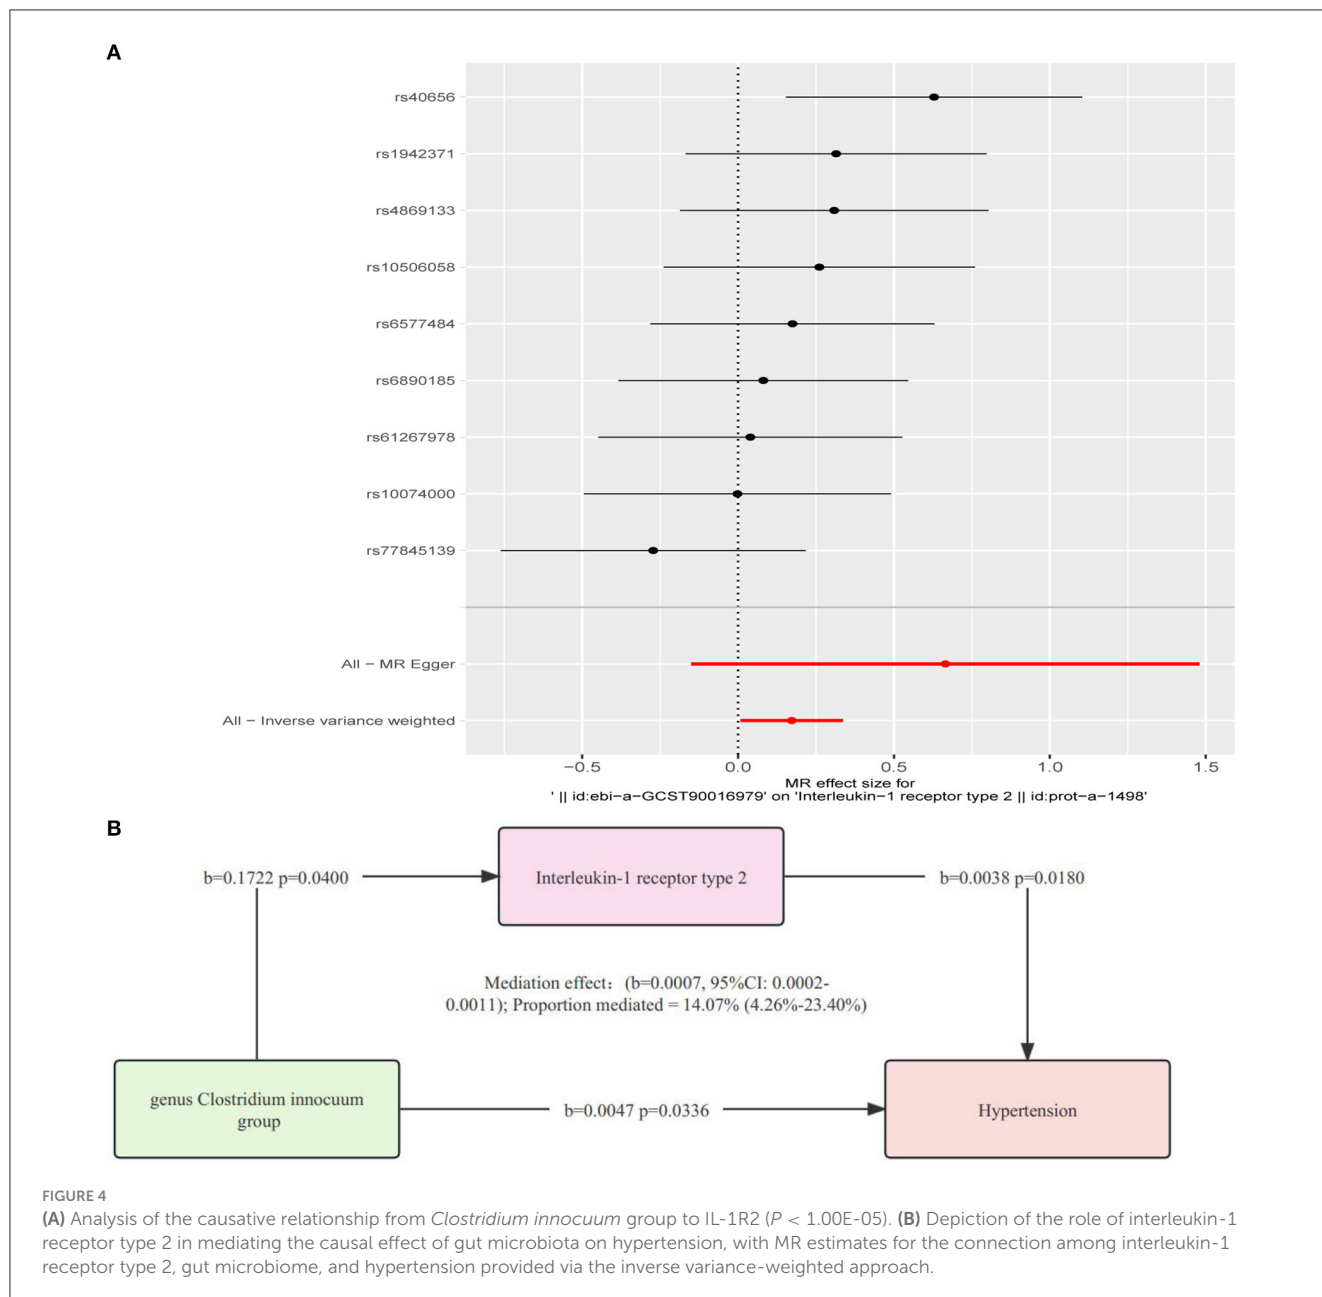 A
rs40656
rs1942371
rs4869133
rs10506058
rs6577484
rs6890185
rs61267978
rs10074000
rs77845139
All − MR Egger
All − Inverse variance weighted
−0.5 0.0 0.5 1.0 1.5
MR effect size for
' || id:ebi−a−GCST90016979' on 'Interleukin−1 receptor type 2 || id:prot−a−1498'
B
b=0.1722 p=0.0400
Interleukin-1 receptor type 2
b=0.0038 p=0.0180
Mediation effect: (b=0.0007, 95%CI: 0.0002-
0.0011); Proportion mediated = 14.07% (4.26%-23.40%)
genus Clostridium innocuum
group
b=0.0047 p=0.0336
Hypertension
FIGURE 4
(A) Analysis of the causative relationship from Clostridium innocuum group to IL-1R2 (P < 1.00E-05). (B) Depiction of the role of interleukin-1
receptor type 2 in mediating the causal effect of gut microbiota on hypertension, with MR estimates for the connection among interleukin-1
receptor type 2, gut microbiome, and hypertension provided via the inverse variance-weighted approach.